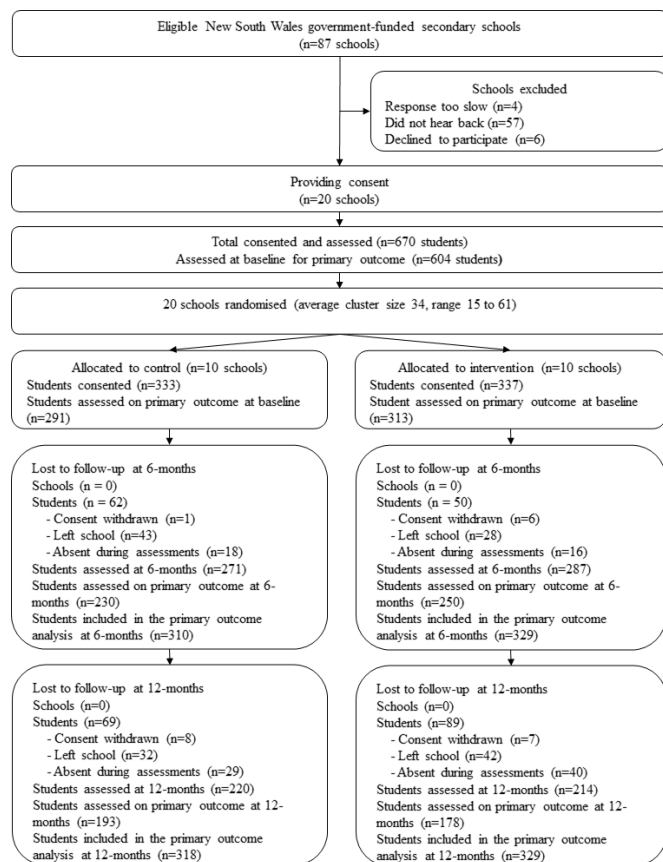 Eligible New South Wales government-funded secondary schools
(n=87 schools)
Schools excluded
Response too slow (n=4)
Did not hear back (n=57)
Declined to participate (n=6)
Providing consent
(n=20 schools)
Total consented and assessed (n=670 students)
Assessed at baseline for primary outcome (n=604 students)
20 schools randomised (average cluster size 34, range 15 to 61)
Allocated to control (n=10 schools)
Students consented (n=333)
Students assessed on primary outcome at baseline
(n=291)
Allocated to intervention (n=10 schools)
Students consented (n=337)
Student assessed on primary outcome at baseline
(n=313)
Lost to follow-up at 6-months
Schools (n = 0)
Students (n = 62)
- Consent withdrawn (n=1)
- Left school (n=43)
- Absent during assessments (n=18)
Students assessed at 6-months (n=271)
Students assessed on primary outcome at 6-
months (n=230)
Students included in the primary outcome
analysis at 6-months (n=310)
Lost to follow-up at 6-months
Schools (n = 0)
Students (n = 50)
- Consent withdrawn (n=6)
- Left school (n=28)
- Absent during assessments (n=16)
Students assessed at 6-months (n=287)
Students assessed on primary outcome at 6-
months (n=250)
Students included in the primary outcome
analysis at 6-months (n=329)
Lost to follow-up at 12-months
Schools (n=0)
Students (n=69)
- Consent withdrawn (n=8)
- Left school (n=32)
- Absent during assessments (n=29)
Students assessed at 12-months (n=220)
Students assessed on primary outcome at 12-
months (n=193)
Students included in the primary outcome
analysis at 12-months (n=318)
Lost to follow-up at 12-months
Schools (n=0)
Students (n=89)
- Consent withdrawn (n=7)
- Left school (n=42)
- Absent during assessments (n=40)
Students assessed at 12-months (n=214)
Students assessed on primary outcome at 12-
months (n=178)
Students included in the primary outcome
analysis at 12-months (n=329)